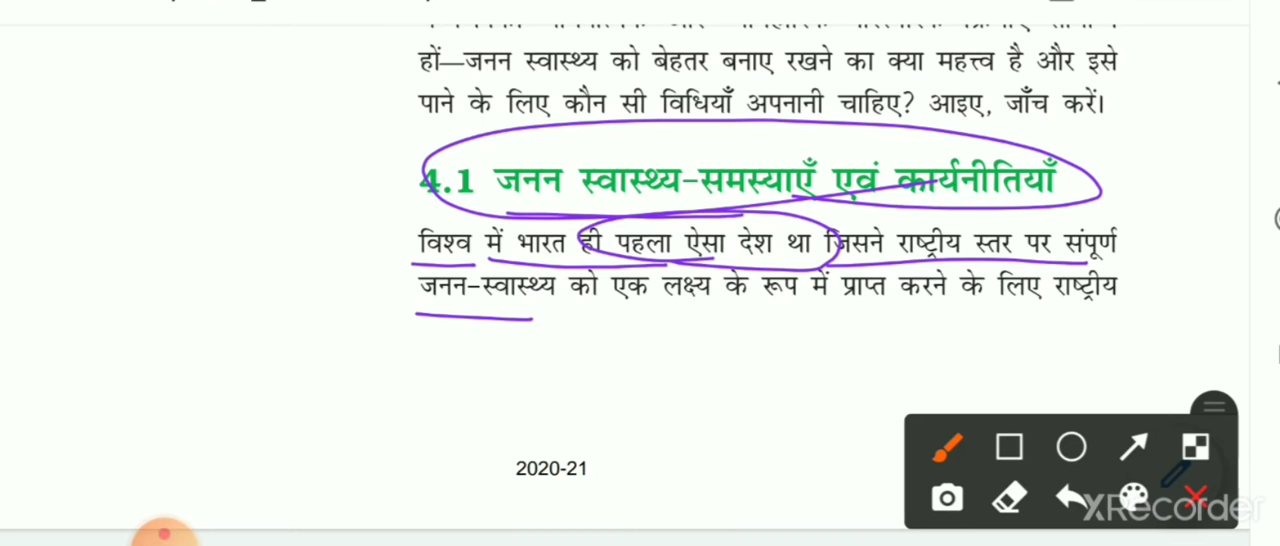 हों—जनन स्वास्थ्य को बेहतर बनाए रखने का क्या महत्त्व है और इसे
पाने के लिए कौन सी विधियाँ अपनानी चाहिए? आइए, जाँच करें।
4.1 जनन स्वास्थ्य-समस्याएँ एवं कार्यनीतियाँ
विश्व में भारत ही पहला ऐसा देश था जिसने राष्ट्रीय स्तर पर संपूर्ण
जनन-स्वास्थ्य को एक लक्ष्य के रूप में प्राप्त करने के लिए राष्ट्रीय
2020-21
XRecorder